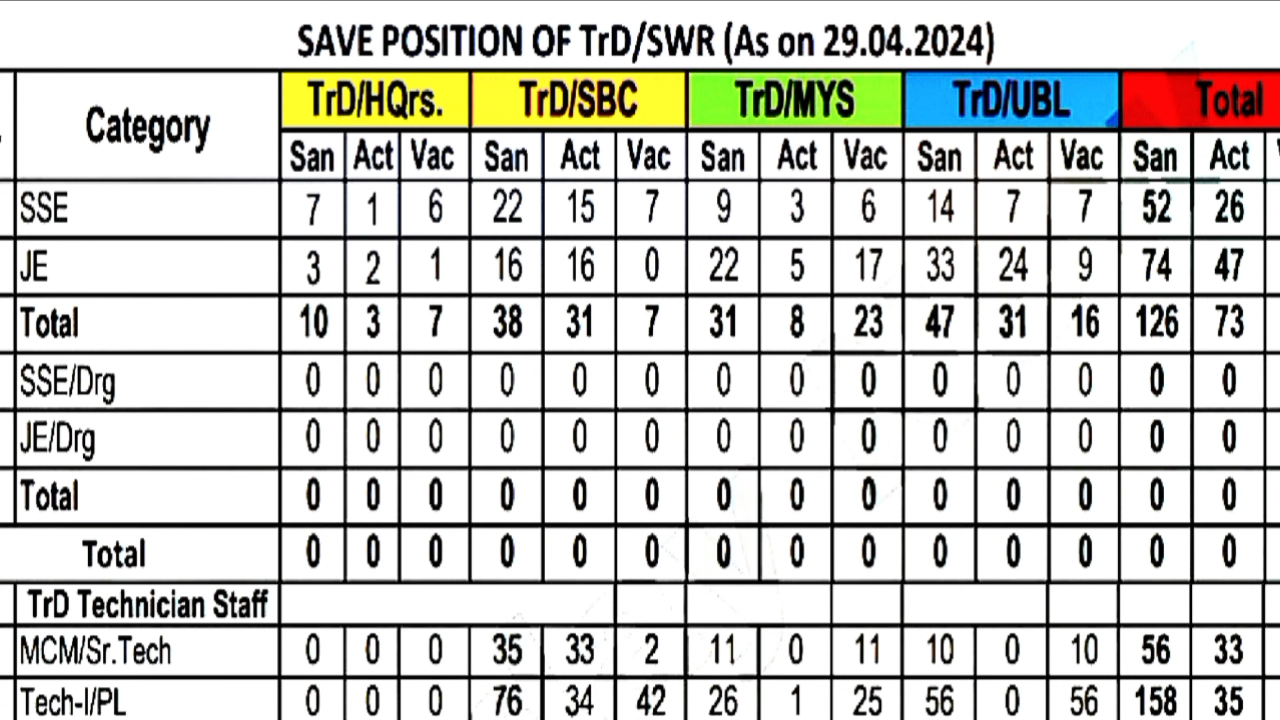 SAVE POSITION OF TrD/SWR (As on 29.04.2024)
Category TrD/HQrs. TrD/SBC TrD/MYS TrD/UBL Total
San Act Vac San Act Vac San Act Vac San Act Vac San Act
SSE 7 1 6 22 15 7 9 3 6 14 7 7 52 26
JE 3 2 1 16 16 0 22 5 17 33 24 9 74 47
Total 10 3 7 38 31 7 31 8 23 47 31 16 126 73
SSE/Drg 0 0 0 0 0 0 0 0 0 0 0 0 0 0
JE/Drg 0 0 0 0 0 0 0 0 0 0 0 0 0 0
Total 0 0 0 0 0 0 0 0 0 0 0 0 0 0
Total 0 0 0 0 0 0 0 0 0 0 0 0 0 0
TrD Technician Staff
MCM/Sr.Tech 0 0 0 35 33 2 11 0 11 10 0 10 56 33
Tech-I/PL 0 0 0 76 34 42 26 1 25 56 0 56 158 35